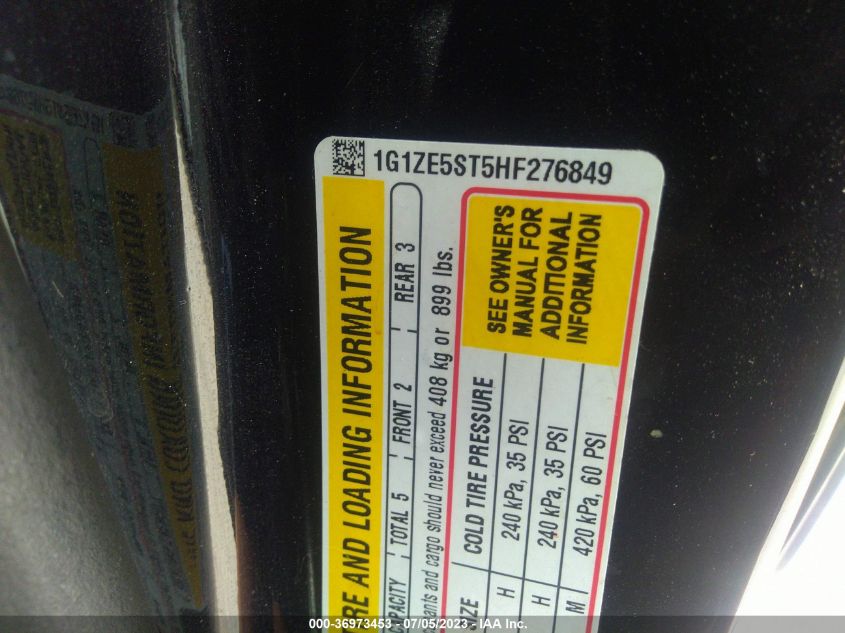 1G1ZE5ST5HF276849
TIRE AND LOADING INFORMATION
CAPACITY TOTAL 5 FRONT 2 REAR 3
pants and cargo should never exceed 408 kg or 899 lbs.
SEE OWNER'S
MANUAL FOR
ADDITIONAL
INFORMATION
IZE COLD TIRE PRESSURE
H 240 kPa, 35 PSI
H 240 kPa, 35 PSI
M 420 kPa, 60 PSI
000-36973453 - 07/05/2023 - IAA Inc.